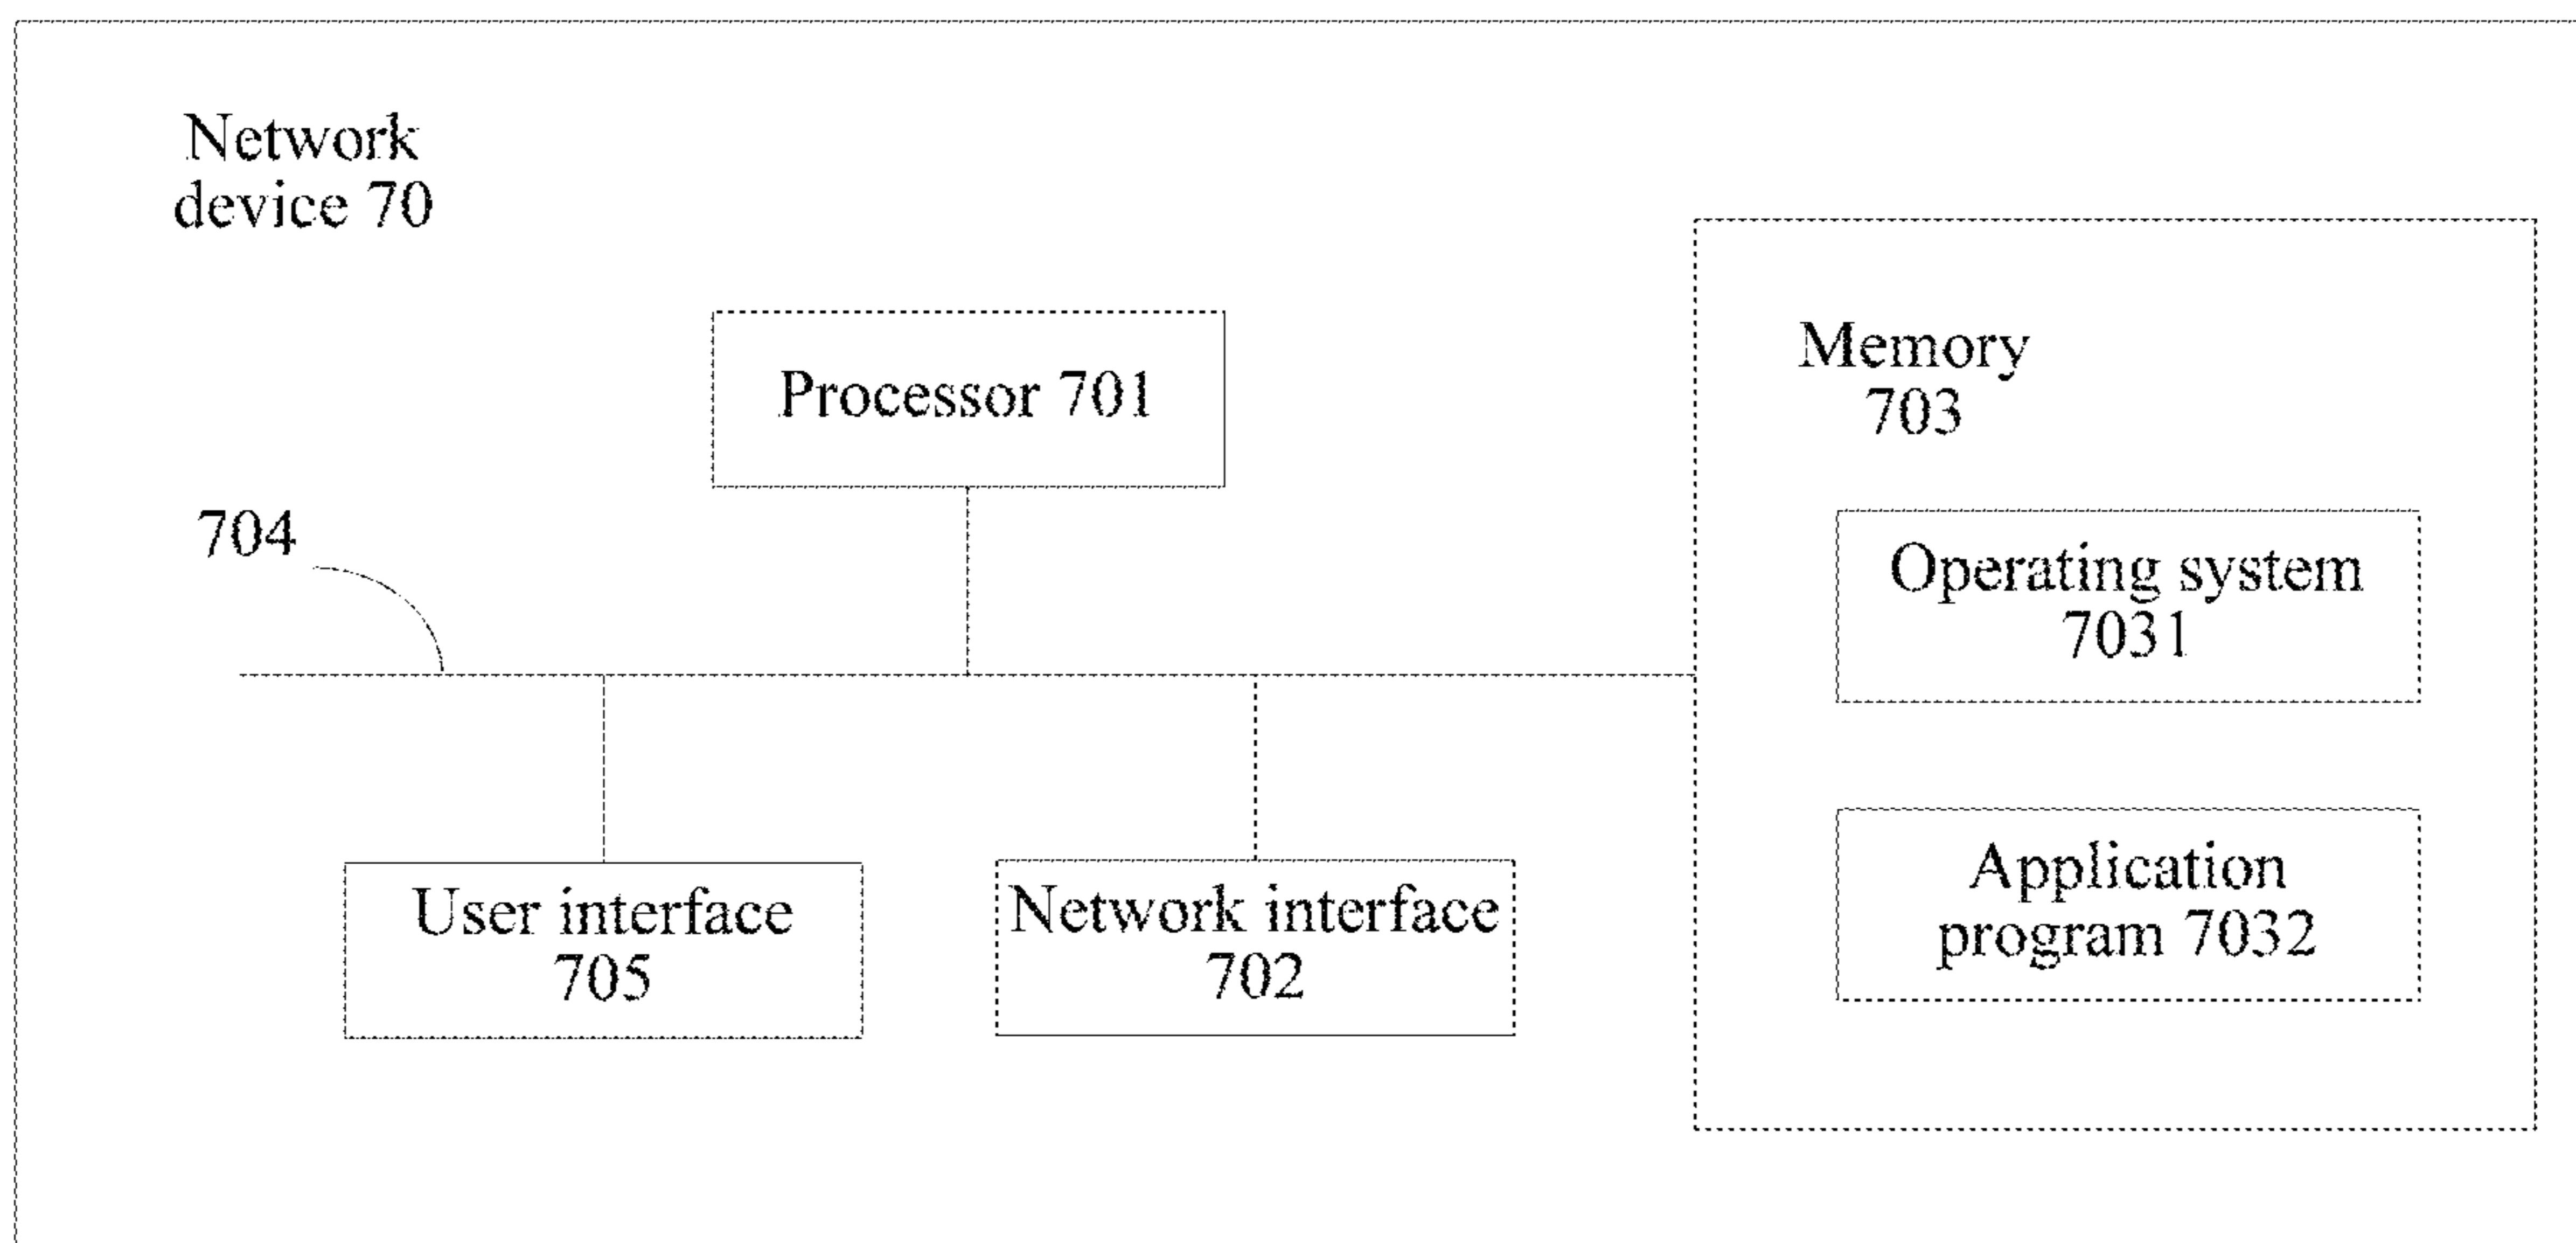 Network
device 70
Processor 701
Memory
703
704
Operating system
7031
User interface
705
Network interface
702
Application
program 7032